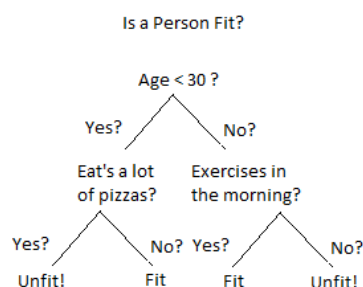 Is a Person Fit?
Age < 30 ?
Yes?
No?
Eat's a lot
of pizzas?
Exercises in
the morning?
Yes?
No?
Yes?
No?
Unfit!
Fit
Fit
Unfit!